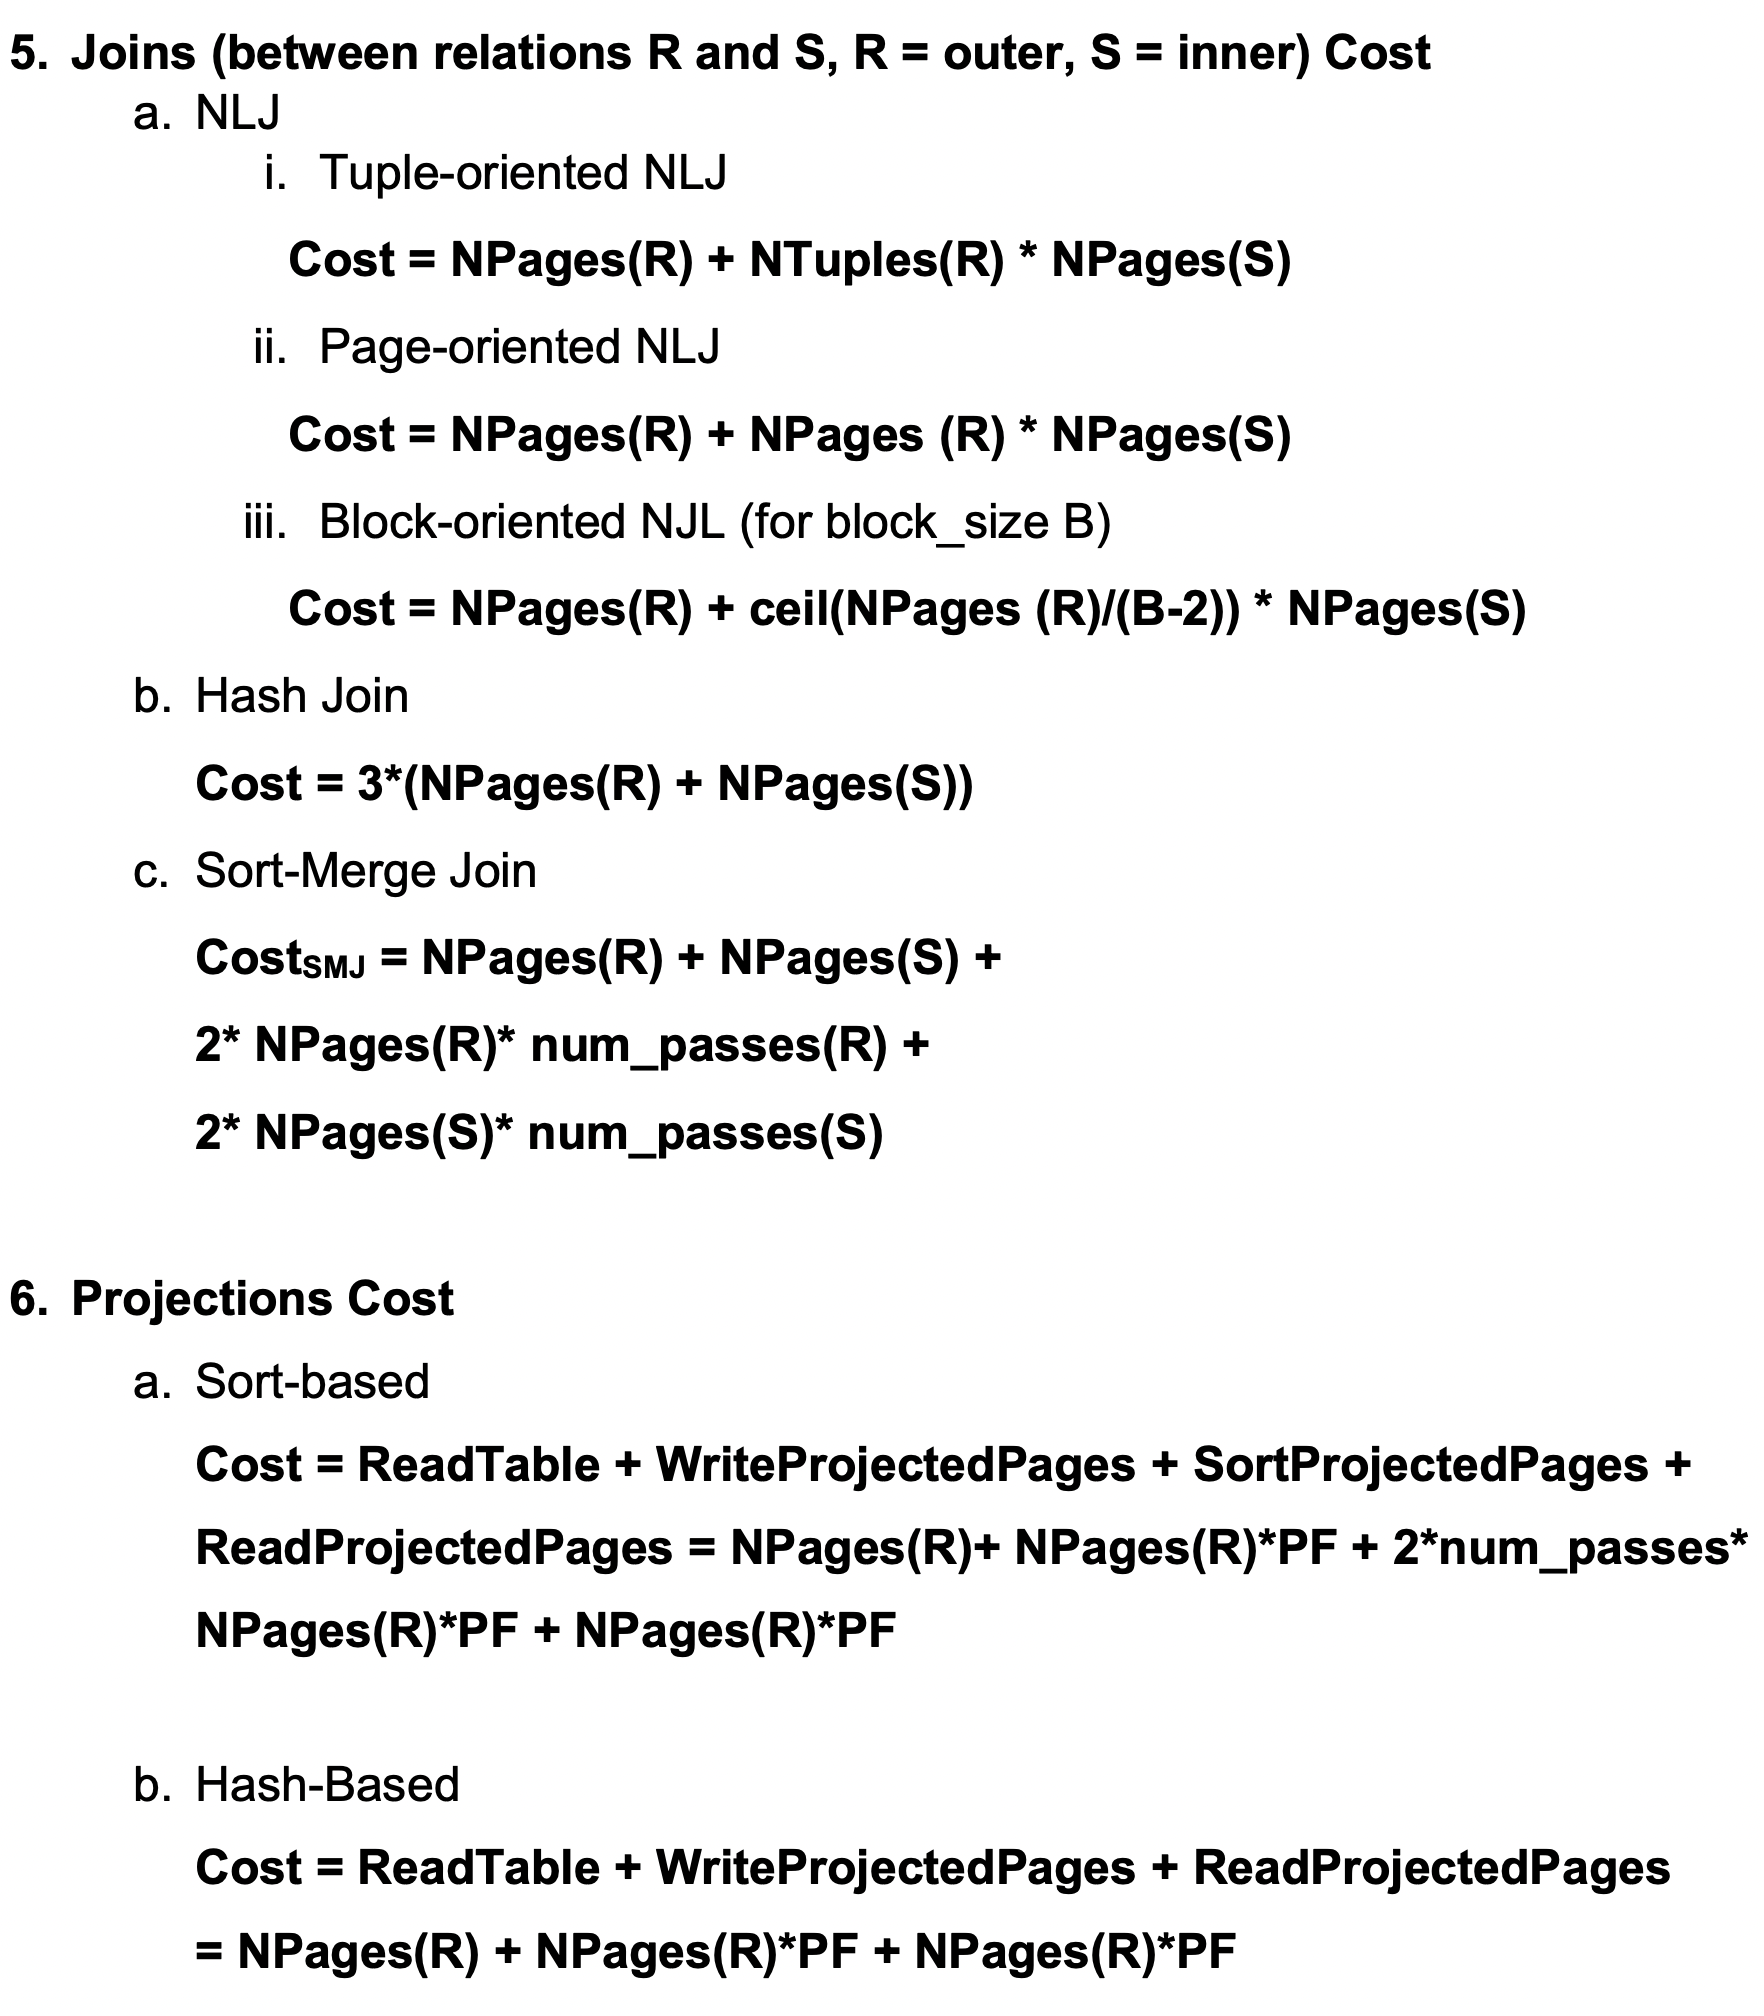 5. Joins (between relations R and S, R = outer, S = inner) Cost
a. NLJ
i. Tuple-oriented NLJ
Cost = NPages(R) + NTuples(R) * NPages(S)
ii. Page-oriented NLJ
Cost = NPages(R) + NPages (R) * NPages(S)
iii. Block-oriented NJL (for block_size B)
Cost = NPages(R) + ceil(NPages (R)/(B-2)) * NPages(S)
b. Hash Join
Cost = 3*(NPages(R) + NPages(S))
c. Sort-Merge Join
CostSMJ = NPages(R) + NPages(S) +
2* NPages(R)* num_passes(R) +
2* NPages(S)* num_passes(S)
6. Projections Cost
a. Sort-based
Cost = ReadTable + WriteProjectedPages + SortProjectedPages +
ReadProjectedPages = NPages(R)+ NPages(R)*PF + 2*num_passes*
NPages(R)*PF + NPages(R)*PF
b. Hash-Based
Cost = ReadTable + WriteProjectedPages + ReadProjectedPages
= NPages(R) + NPages(R)*PF + NPages(R)*PF